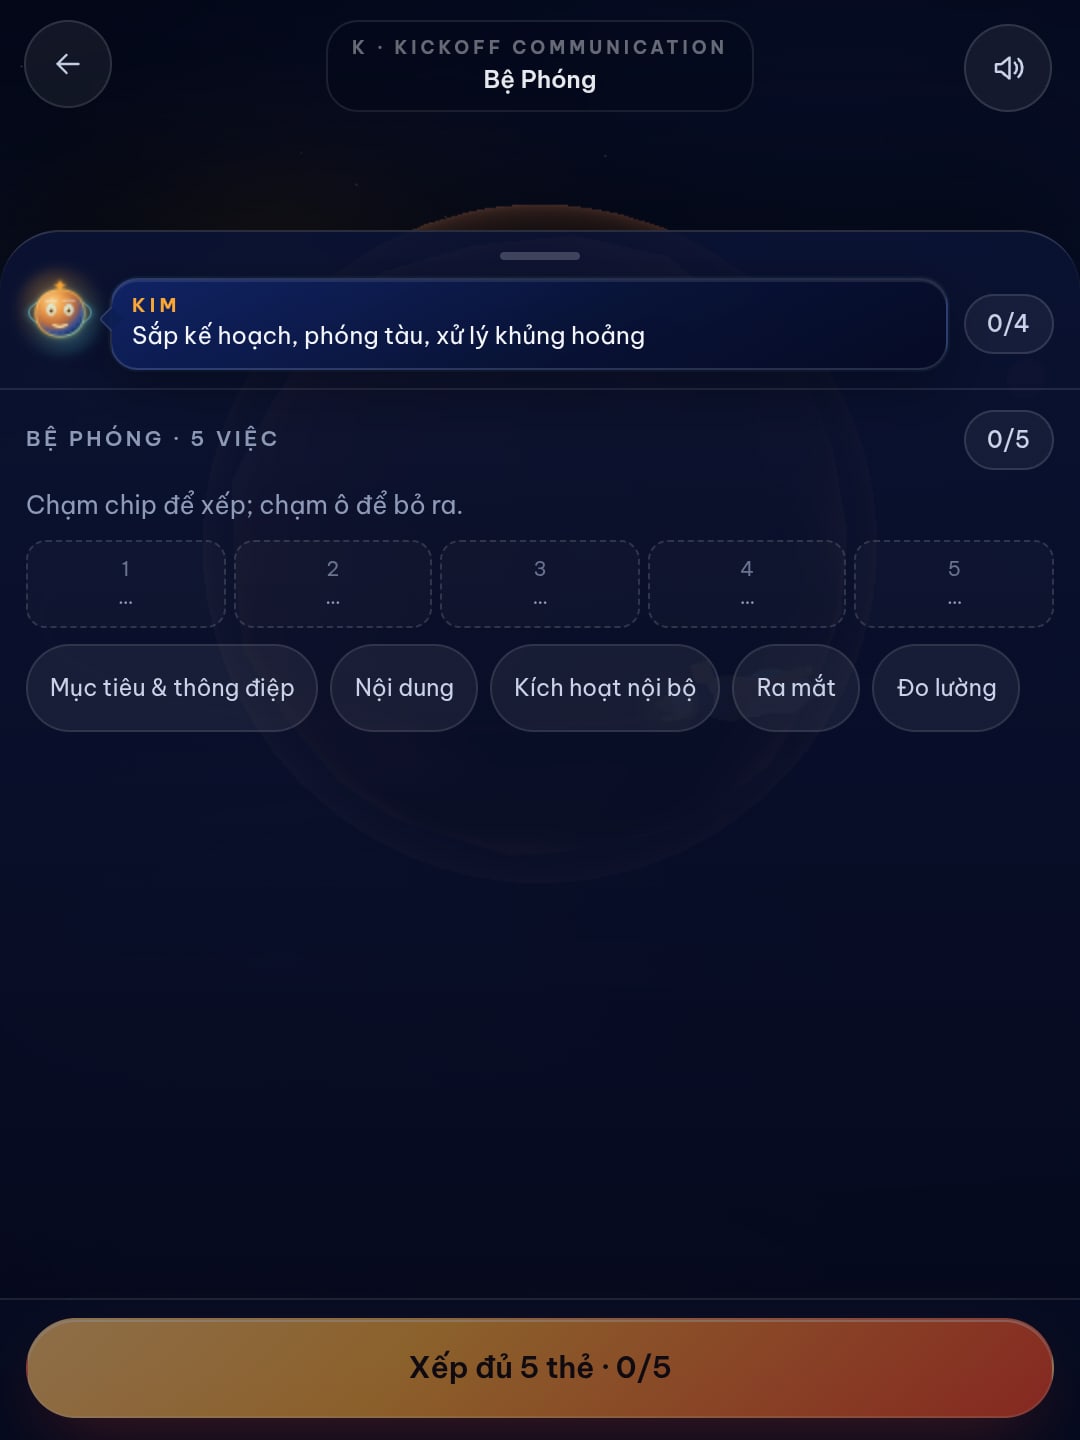 K · KICKOFF COMMUNICATION
Bệ Phóng
KIM
Sắp kế hoạch, phóng tàu, xử lý khủng hoảng
0/4
BỆ PHÓNG · 5 VIỆC
0/5
Chạm chip để xếp; chạm ô để bỏ ra.
1 2 3 4 5
... ... ... ... ...
Mục tiêu & thông điệp Nội dung Kích hoạt nội bộ Ra mắt Đo lường
Xếp đủ 5 thẻ · 0/5